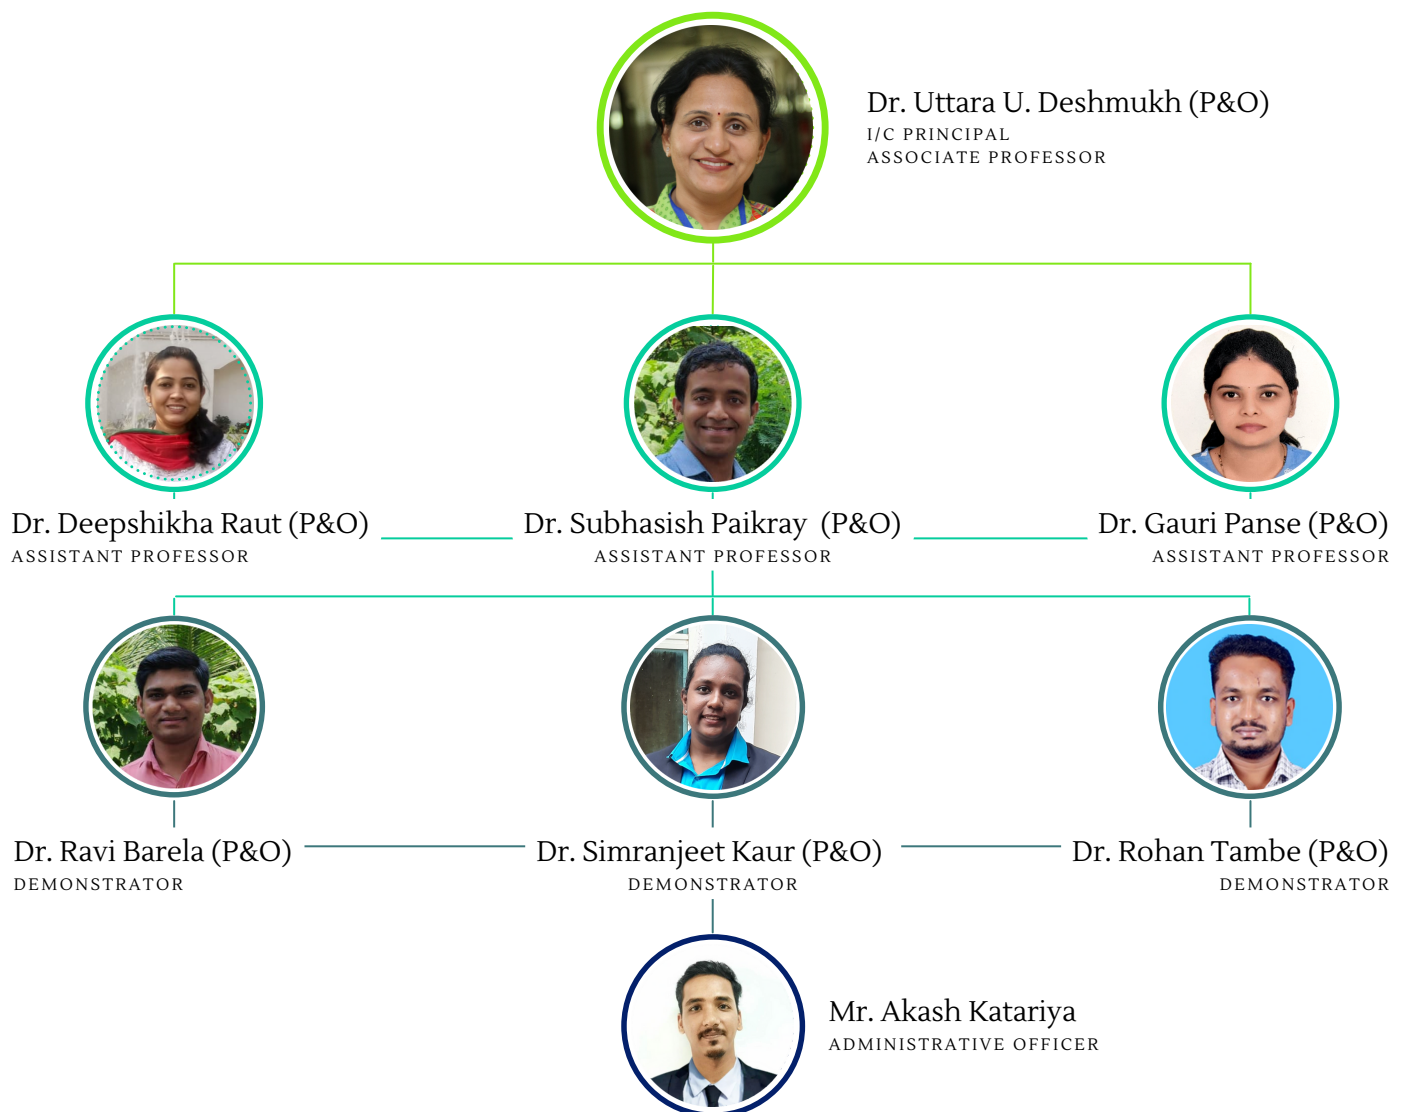 Dr. Uttara U. Deshmukh (P&O)
I/C PRINCIPAL
ASSOCIATE PROFESSOR
Dr. Deepshikha Raut (P&O)
ASSISTANT PROFESSOR
Dr. Subhasish Paikray (P&O)
ASSISTANT PROFESSOR
Dr. Gauri Panse (P&O)
ASSISTANT PROFESSOR
Dr. Ravi Barela (P&O)
DEMONSTRATOR
Dr. Simranjeet Kaur (P&O)
DEMONSTRATOR
Dr. Rohan Tambe (P&O)
DEMONSTRATOR
Mr. Akash Katariya
ADMINISTRATIVE OFFICER